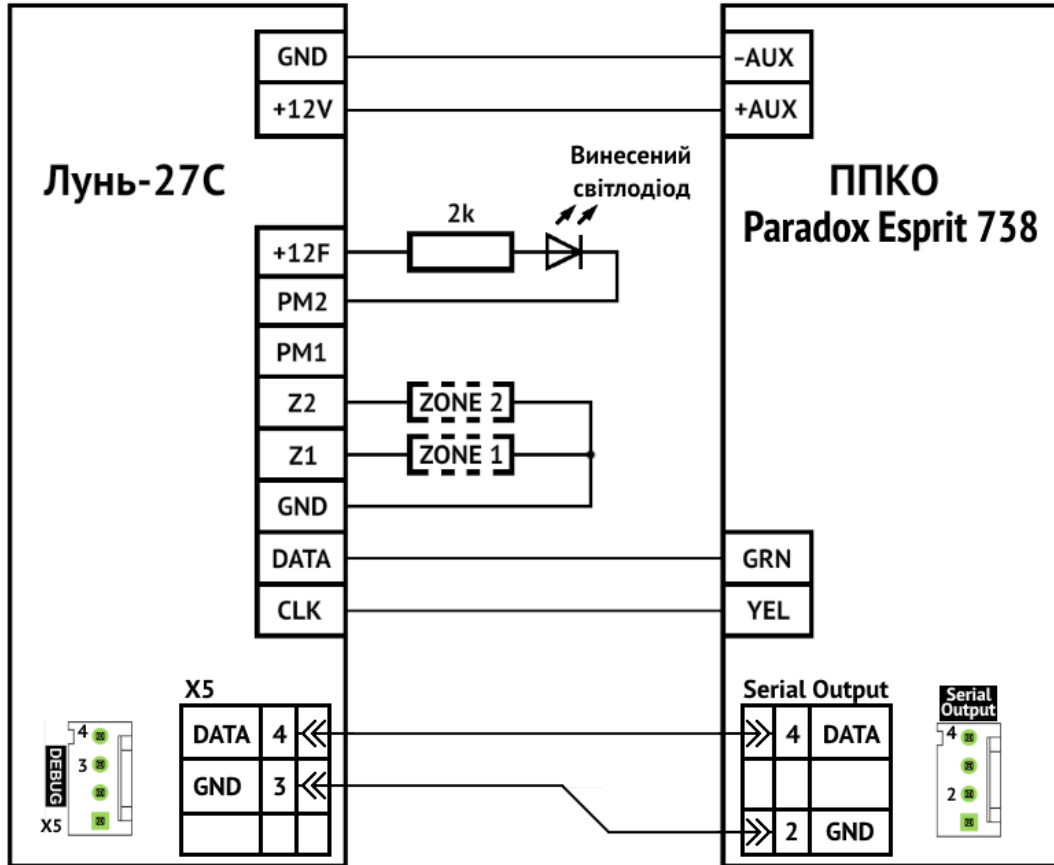 GND
+12V
Лунь-27С
+12F
PM2
PM1
Z2
Z1
GND
DATA
CLK
2k
Винесений
світлодіод
ZONE 2
ZONE 1
–AUX
+AUX
ППКО
Paradox Esprit 738
GRN
YEL
X5
DATA 4
GND 3
4
3
DEBUG
X5
Serial Output
4 DATA
2 GND
Serial
Output
4
2